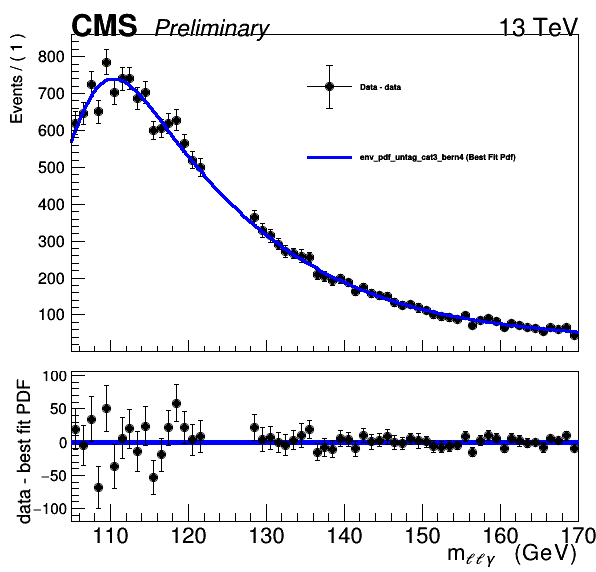 CMS Preliminary 13 TeV
Events / ( 1 )
800
700
600
500
400
300
200
100
Data - data
env_pdf_untag_cat3_bern4 (Best Fit Pdf)
data - best fit PDF
100
50
0
−50
−100
110 120 130 140 150 160 170
m_ℓℓγ (GeV)